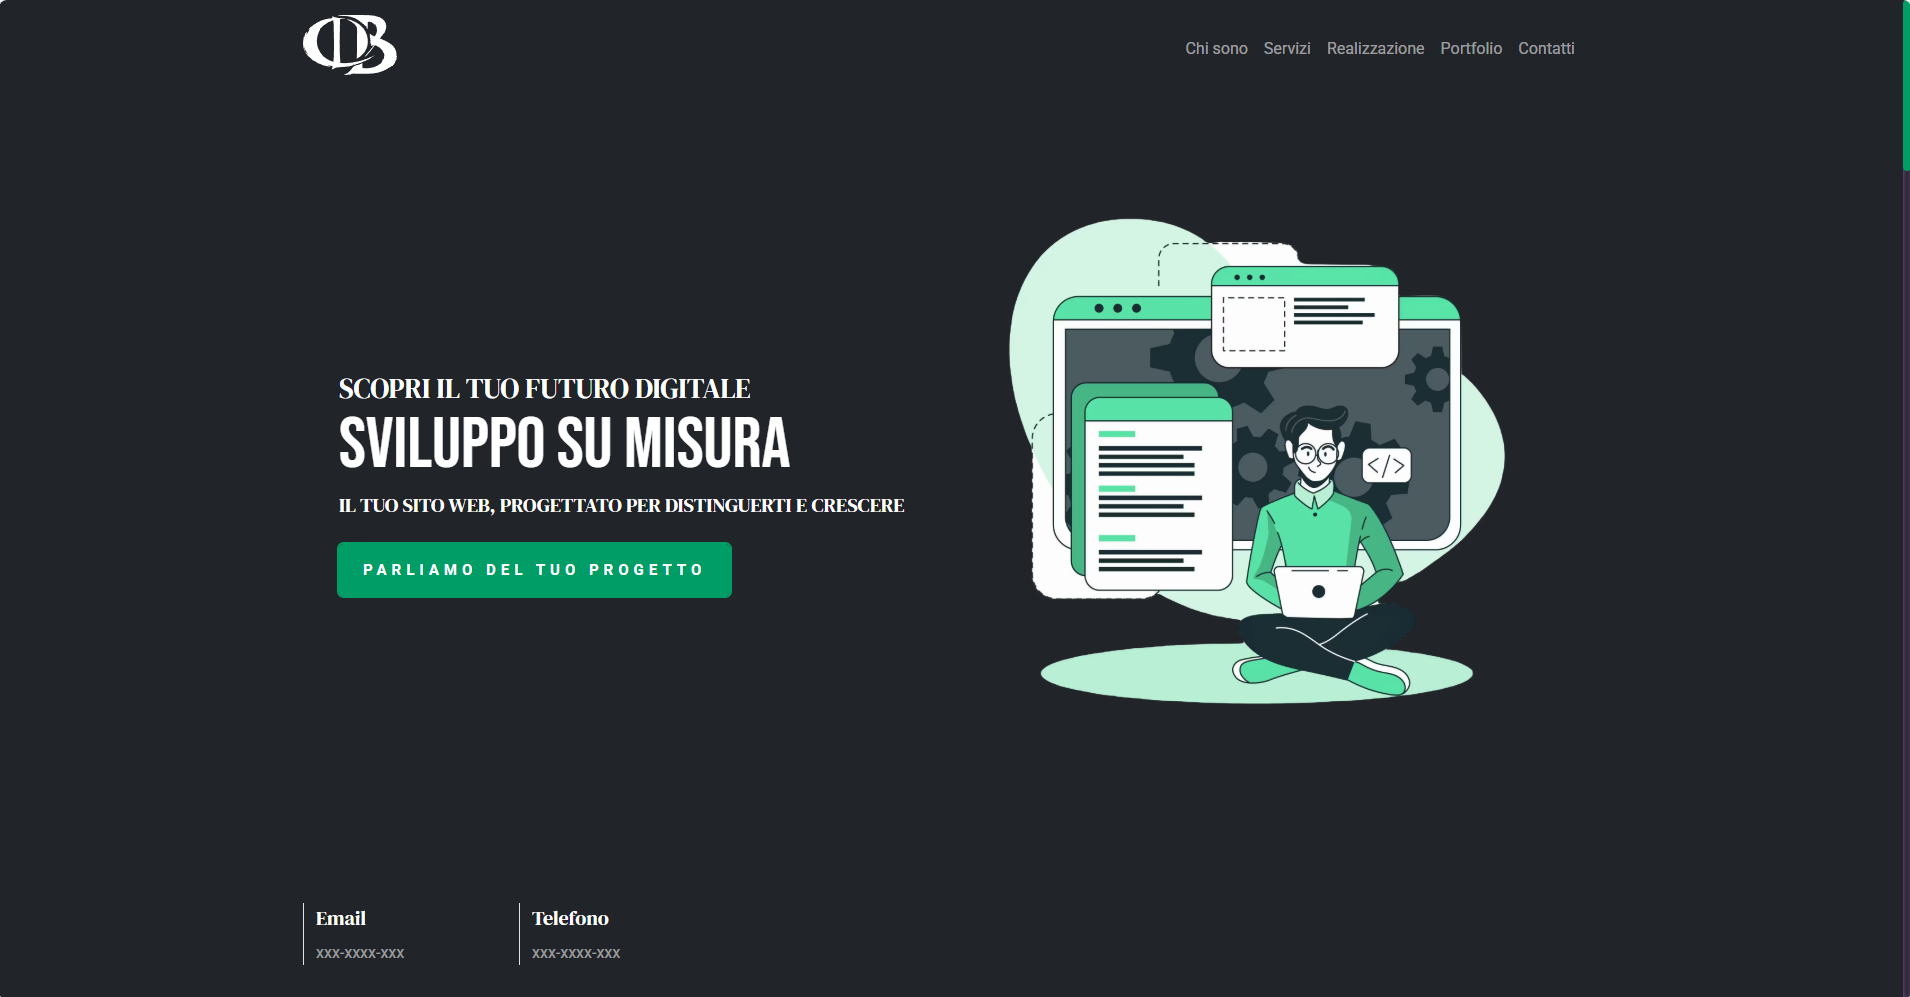 Chi sono Servizi Realizzazione Portfolio Contatti
SCOPRI IL TUO FUTURO DIGITALE
SVILUPPO SU MISURA
IL TUO SITO WEB, PROGETTATO PER DISTINGUERTI E CRESCERE
PARLIAMO DEL TUO PROGETTO
</>
Email
xxx-xxxx-xxx
Telefono
xxx-xxxx-xxx